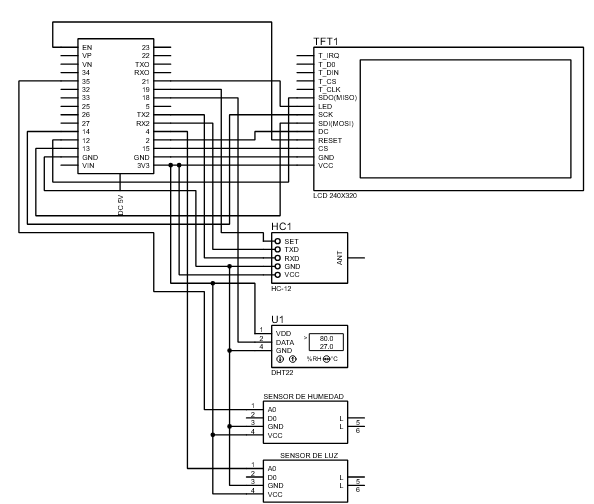 TFT1
EN
VP
VN
34
35
32
33
25
26
27
14
12
13
GND
VIN
23
22
TXO
RXO
21
19
18
5
TX2
RX2
4
2
15
GND
3V3
DC 5V
T_IRQ
T_D0
T_DIN
T_CS
T_CLK
SDO(MISO)
LED
SCK
SDI(MOSI)
DC
RESET
CS
GND
VCC
LCD 240X320
HC1
SET
TXD
RXD
GND
VCC
ANT
HC-12
U1
1 VDD
2 DATA
4 GND
> 80.0
27.0
%RH °C
DHT22
SENSOR DE HUMEDAD
1 A0
2 D0 L 5
3 GND L 6
4 VCC
SENSOR DE LUZ
1 A0
2 D0 L 5
3 GND L 6
4 VCC